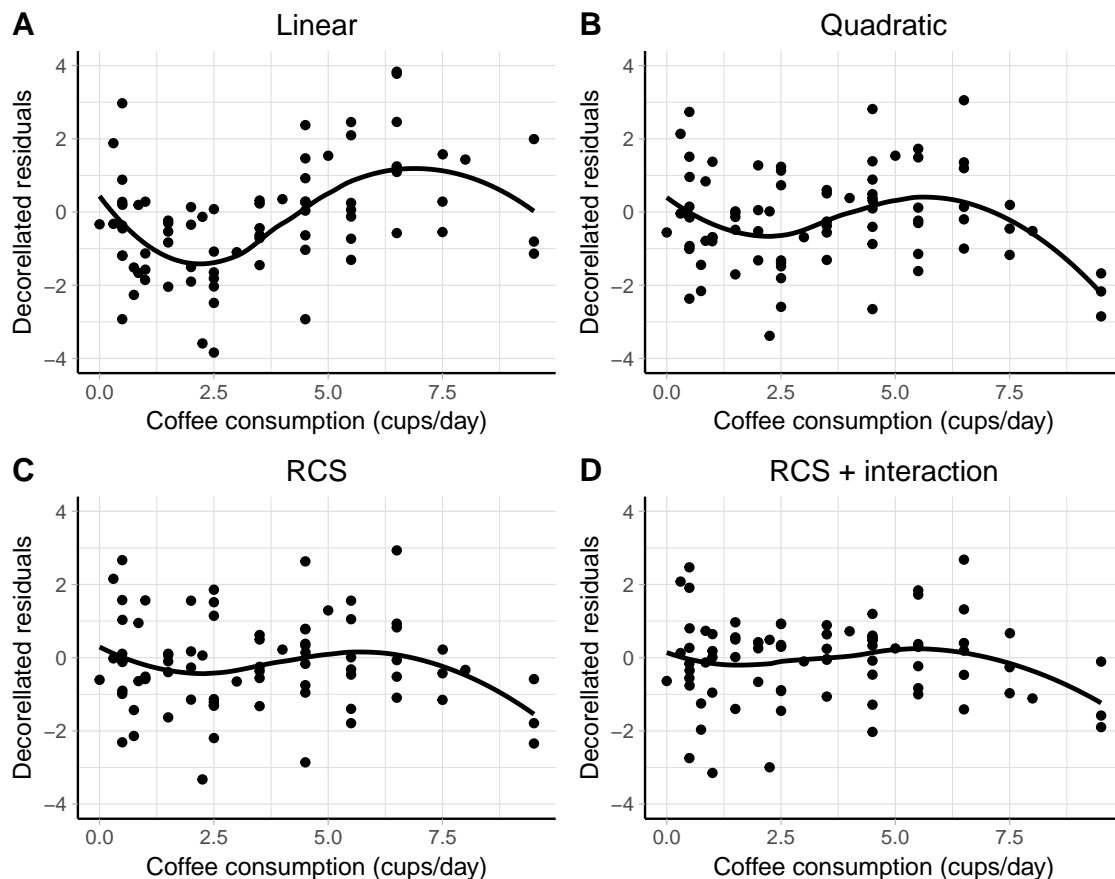 A
Linear
Decorellated residuals
4
2
0
−2
−4
0.0 2.5 5.0 7.5
Coffee consumption (cups/day)
B
Quadratic
Decorellated residuals
4
2
0
−2
−4
0.0 2.5 5.0 7.5
Coffee consumption (cups/day)
C
RCS
Decorellated residuals
4
2
0
−2
−4
0.0 2.5 5.0 7.5
Coffee consumption (cups/day)
D
RCS + interaction
Decorellated residuals
4
2
0
−2
−4
0.0 2.5 5.0 7.5
Coffee consumption (cups/day)